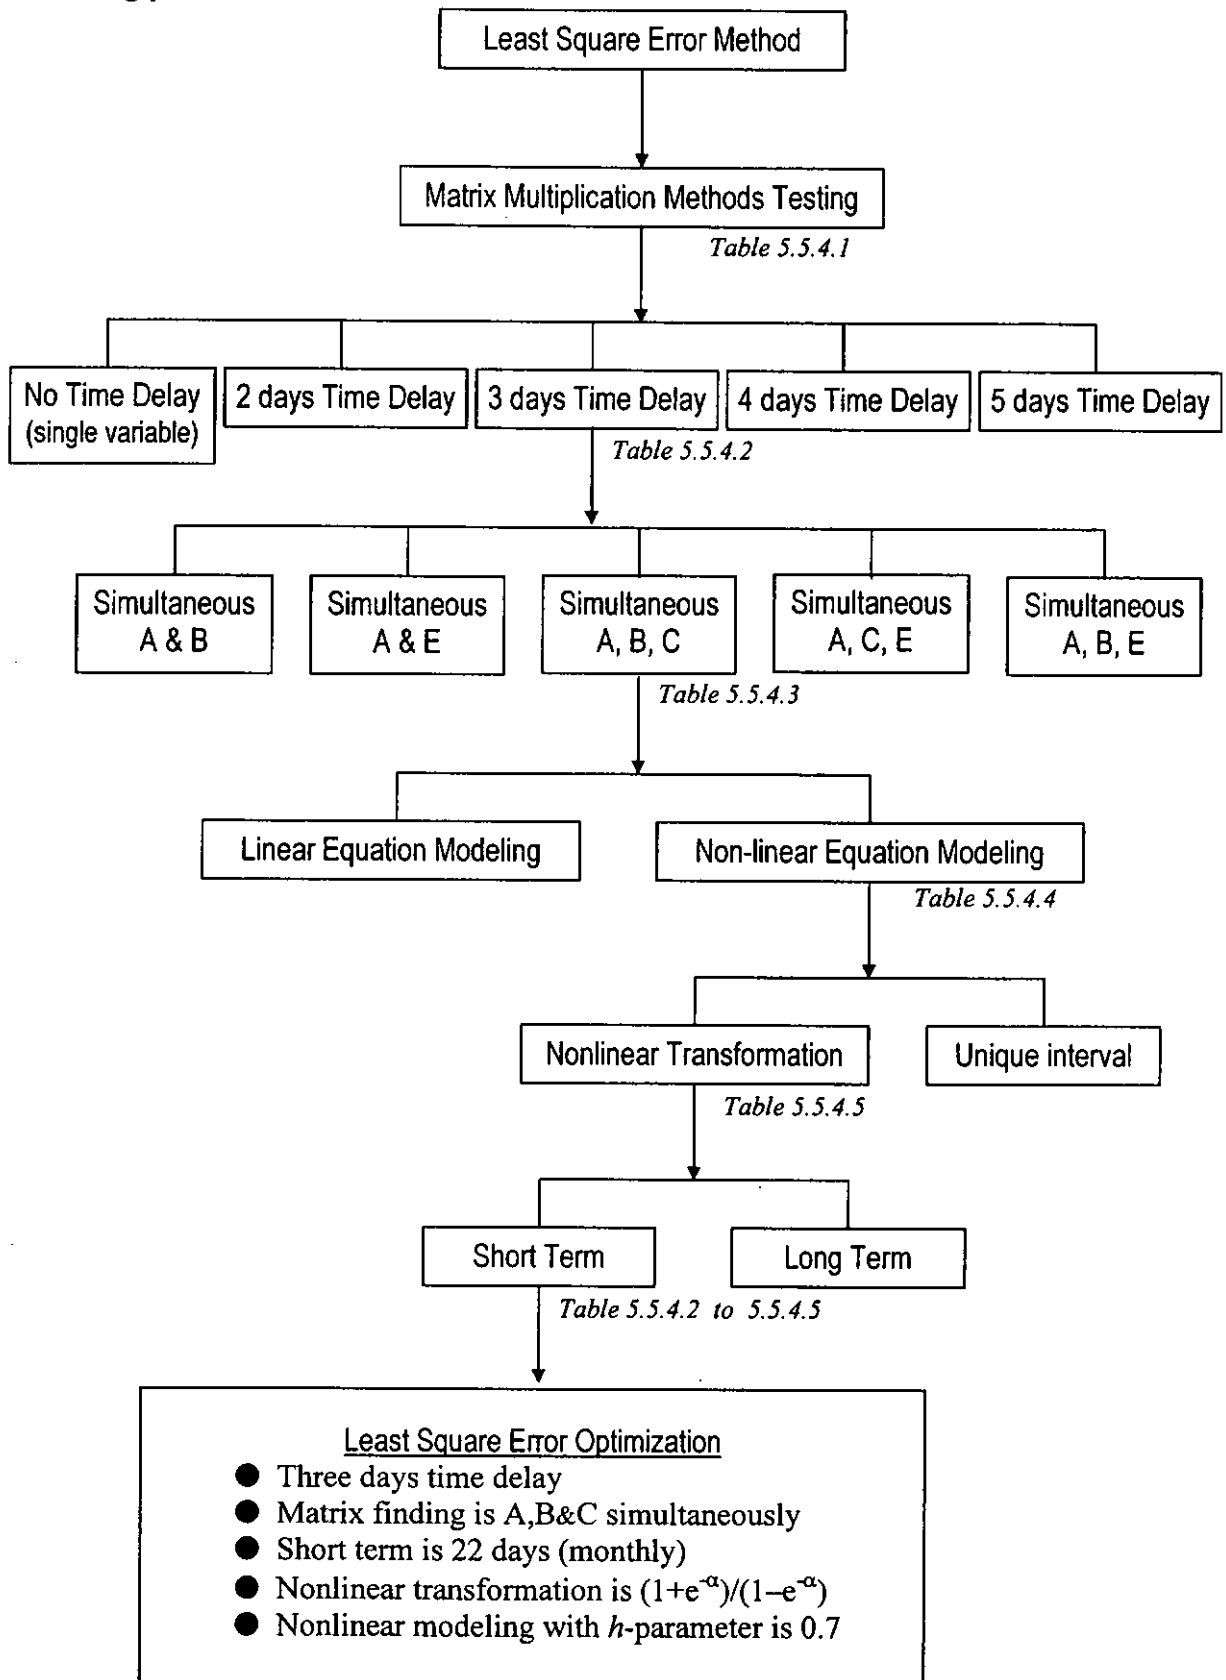 Least Square Error Method
Matrix Multiplication Methods Testing
Table 5.5.4.1
No Time Delay
(single variable)
2 days Time Delay
3 days Time Delay
4 days Time Delay
5 days Time Delay
Table 5.5.4.2
Simultaneous
A & B
Simultaneous
A & E
Simultaneous
A, B, C
Simultaneous
A, C, E
Simultaneous
A, B, E
Table 5.5.4.3
Linear Equation Modeling
Non-linear Equation Modeling
Table 5.5.4.4
Nonlinear Transformation
Unique interval
Table 5.5.4.5
Short Term
Long Term
Table 5.5.4.2 to 5.5.4.5
Least Square Error Optimization
● Three days time delay
● Matrix finding is A,B&C simultaneously
● Short term is 22 days (monthly)
● Nonlinear transformation is (1+e^-α)/(1–e^-α)
● Nonlinear modeling with h-parameter is 0.7